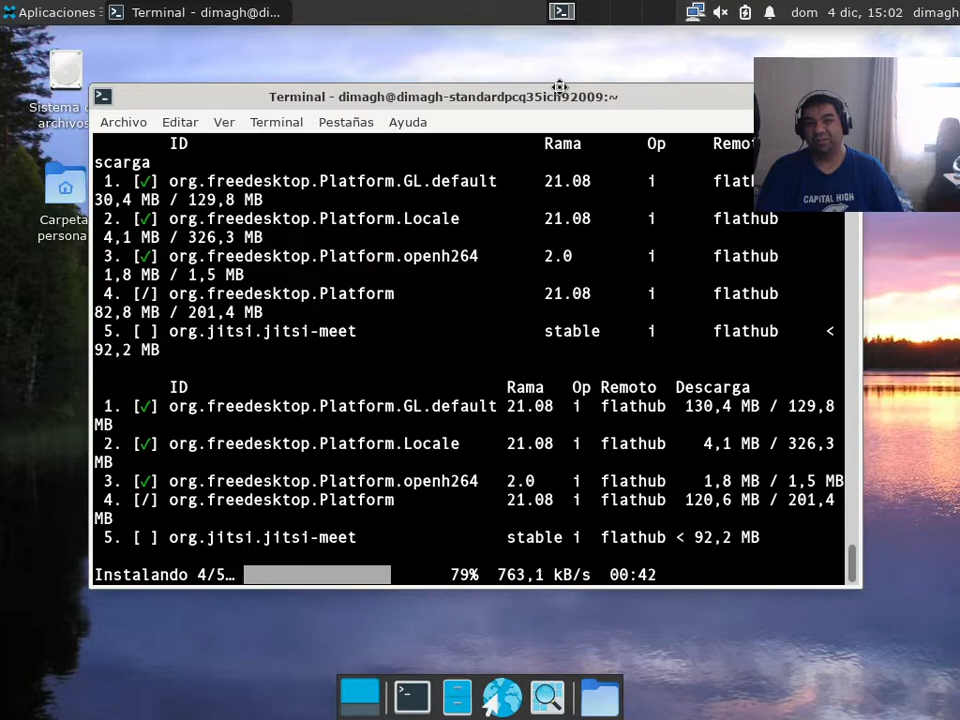 Aplicaciones
Terminal - dimagh@di...
dom 4 dic, 15:02
dimagh
Sistema
archivos
Carpeta
persona
Terminal - dimagh@dimagh-standardpcq35ich92009:~
Archivo Editar Ver Terminal Pestañas Ayuda
ID Rama Op Remo
scarga
1. [✓] org.freedesktop.Platform.GL.default 21.08 i flat
30,4 MB / 129,8 MB
2. [✓] org.freedesktop.Platform.Locale 21.08 i flathub
4,1 MB / 326,3 MB
3. [✓] org.freedesktop.Platform.openh264 2.0 i flathub
1,8 MB / 1,5 MB
4. [/] org.freedesktop.Platform 21.08 i flathub
82,8 MB / 201,4 MB
5. [ ] org.jitsi.jitsi-meet stable i flathub <
92,2 MB
ID Rama Op Remoto Descarga
1. [✓] org.freedesktop.Platform.GL.default 21.08 i flathub 130,4 MB / 129,8
MB
2. [✓] org.freedesktop.Platform.Locale 21.08 i flathub 4,1 MB / 326,3
MB
3. [✓] org.freedesktop.Platform.openh264 2.0 i flathub 1,8 MB / 1,5 MB
4. [/] org.freedesktop.Platform 21.08 i flathub 120,6 MB / 201,4
MB
5. [ ] org.jitsi.jitsi-meet stable i flathub < 92,2 MB
Instalando 4/5… 79% 763,1 kB/s 00:42
CAPITAL HIGH